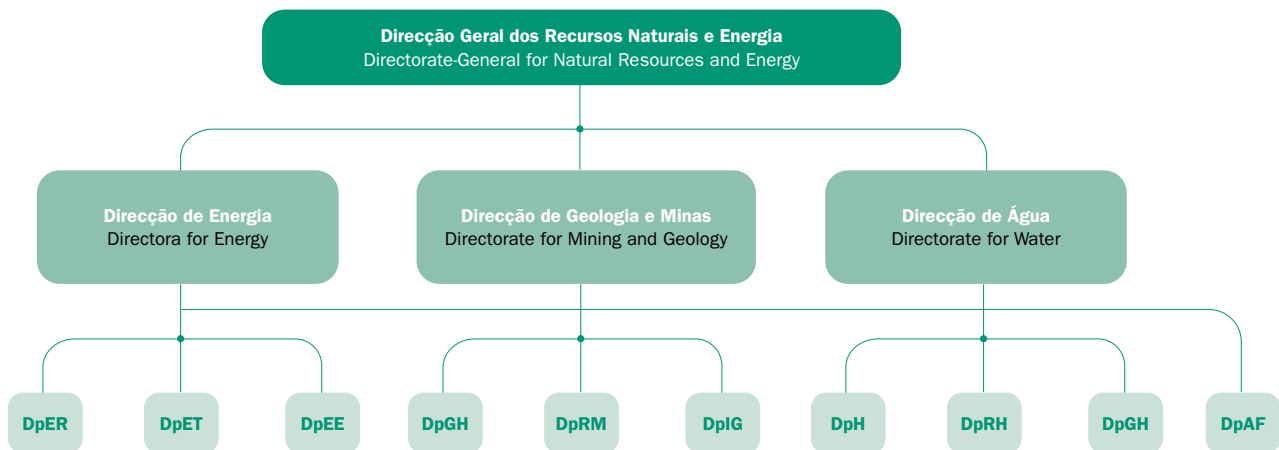 Direcção Geral dos Recursos Naturais e Energia
Directorate-General for Natural Resources and Energy
Direcção de Energia
Directora for Energy
Direcção de Geologia e Minas
Directorate for Mining and Geology
Direcção de Água
Directorate for Water
DpER
DpET
DpEE
DpGH
DpRM
DpIG
DpH
DpRH
DpGH
DpAF